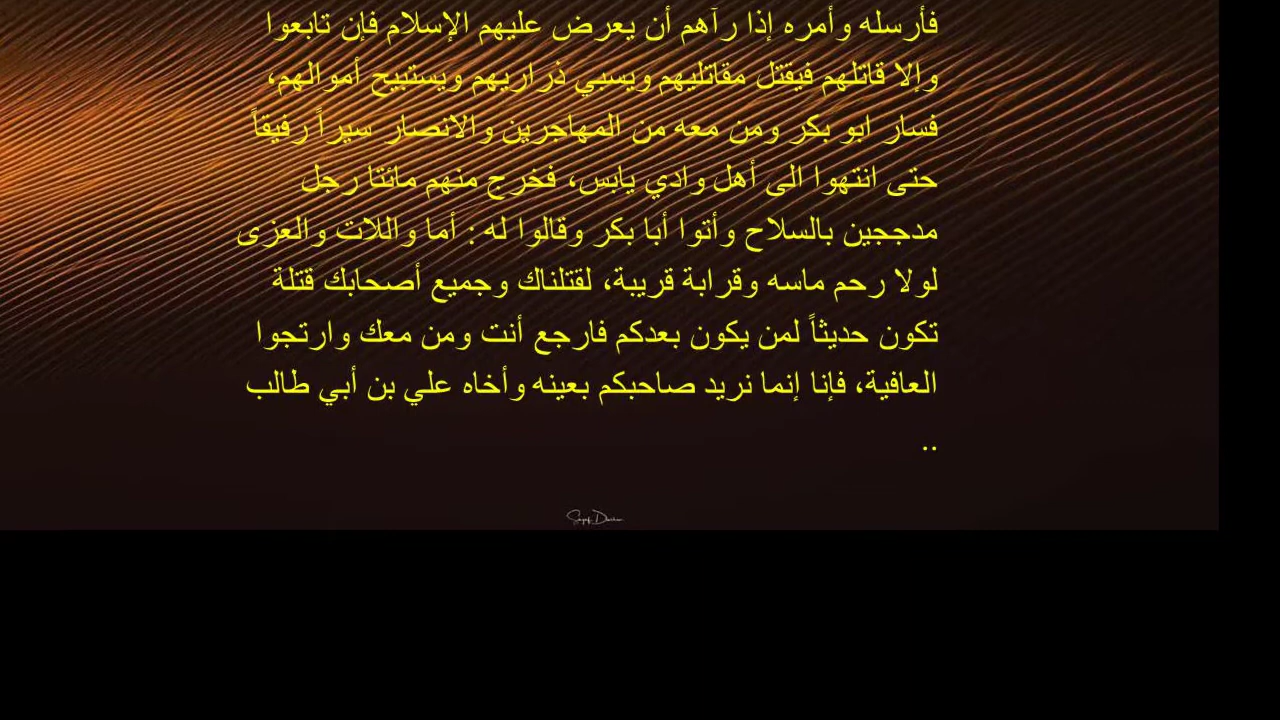 فأرسله وأمره إذا رآهم أن يعرض عليهم الإسلام فإن تابعوا
وإلا قاتلهم فيقتل مقاتليهم ويسبي ذراريهم ويستبيح أموالهم،
فسار ابو بكر ومن معه من المهاجرين والانصار سيراً رفيقاً
حتى انتهوا الى أهل وادي يابس، فخرج منهم مائتا رجل
مدججين بالسلاح وأتوا أبا بكر وقالوا له : أما واللات والعزى
لولا رحم ماسه وقرابة قريبة، لقتلناك وجميع أصحابك قتلة
تكون حديثاً لمن يكون بعدكم فارجع أنت ومن معك وارتجوا
العافية، فإنا إنما نريد صاحبكم بعينه وأخاه علي بن أبي طالب
..